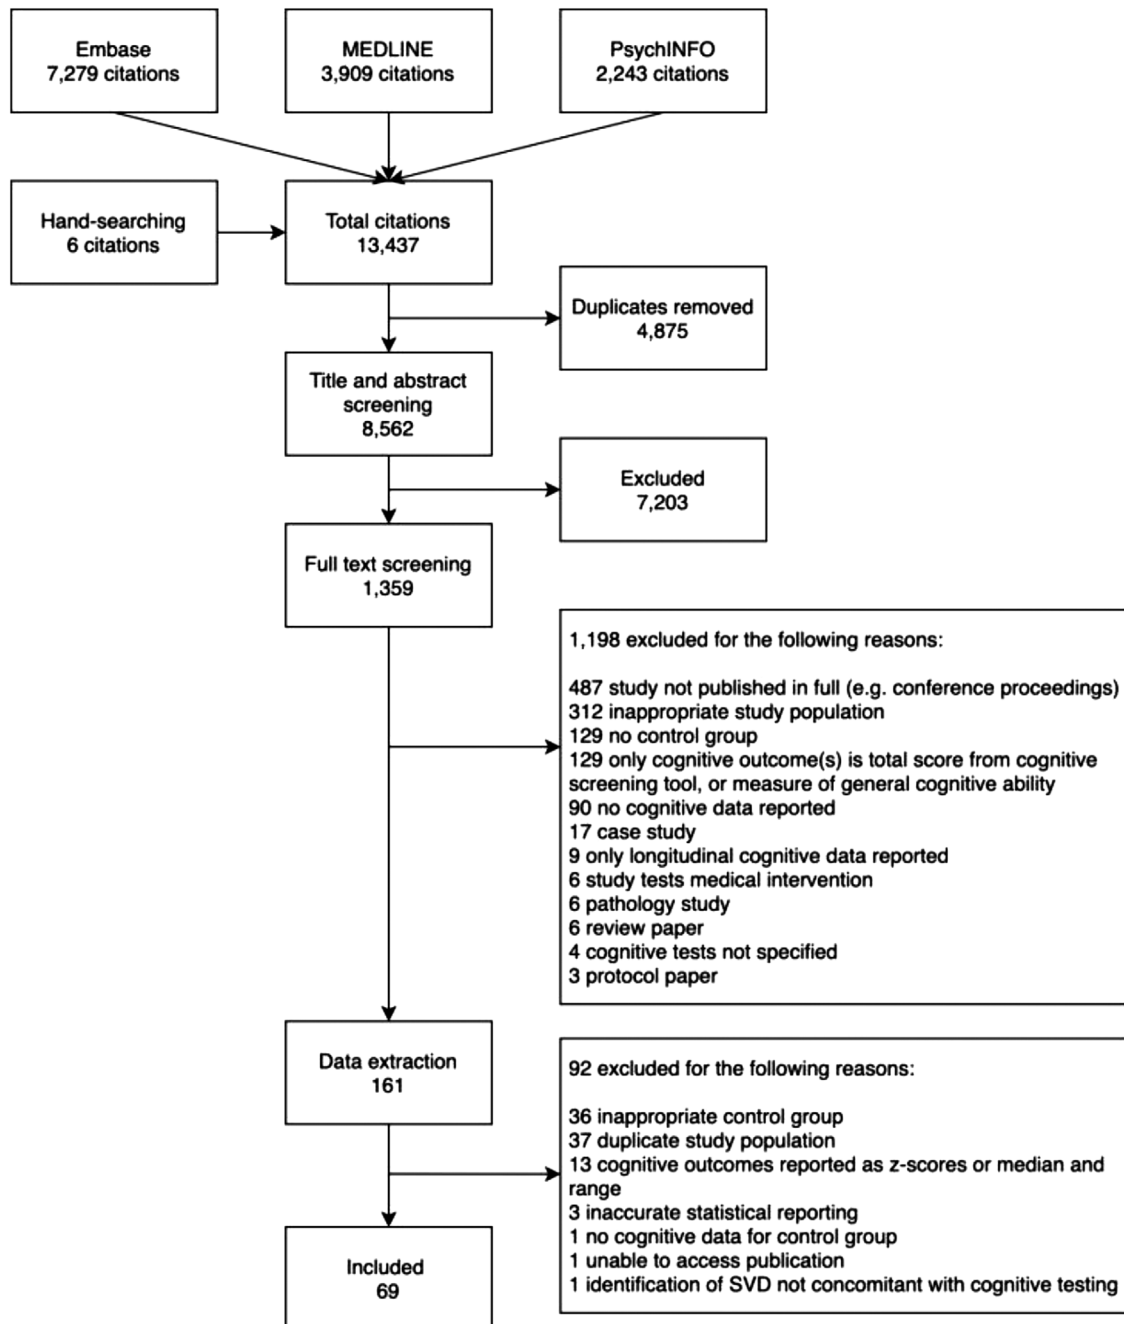 Embase
7,279 citations
MEDLINE
3,909 citations
PsychINFO
2,243 citations
Hand-searching
6 citations
Total citations
13,437
Duplicates removed
4,875
Title and abstract
screening
8,562
Excluded
7,203
Full text screening
1,359
1,198 excluded for the following reasons:
487 study not published in full (e.g. conference proceedings)
312 inappropriate study population
129 no control group
129 only cognitive outcome(s) is total score from cognitive
screening tool, or measure of general cognitive ability
90 no cognitive data reported
17 case study
9 only longitudinal cognitive data reported
6 study tests medical intervention
6 pathology study
6 review paper
4 cognitive tests not specified
3 protocol paper
Data extraction
161
92 excluded for the following reasons:
36 inappropriate control group
37 duplicate study population
13 cognitive outcomes reported as z-scores or median and
range
3 inaccurate statistical reporting
1 no cognitive data for control group
1 unable to access publication
1 identification of SVD not concomitant with cognitive testing
Included
69